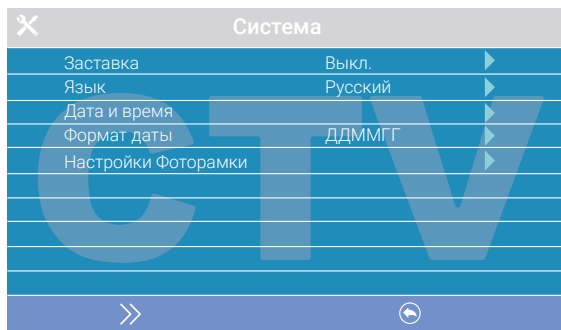 Система
Заставка Выкл.
Язык Русский
Дата и время
Формат даты ДДММГГ
Настройки Фоторамки
CTV